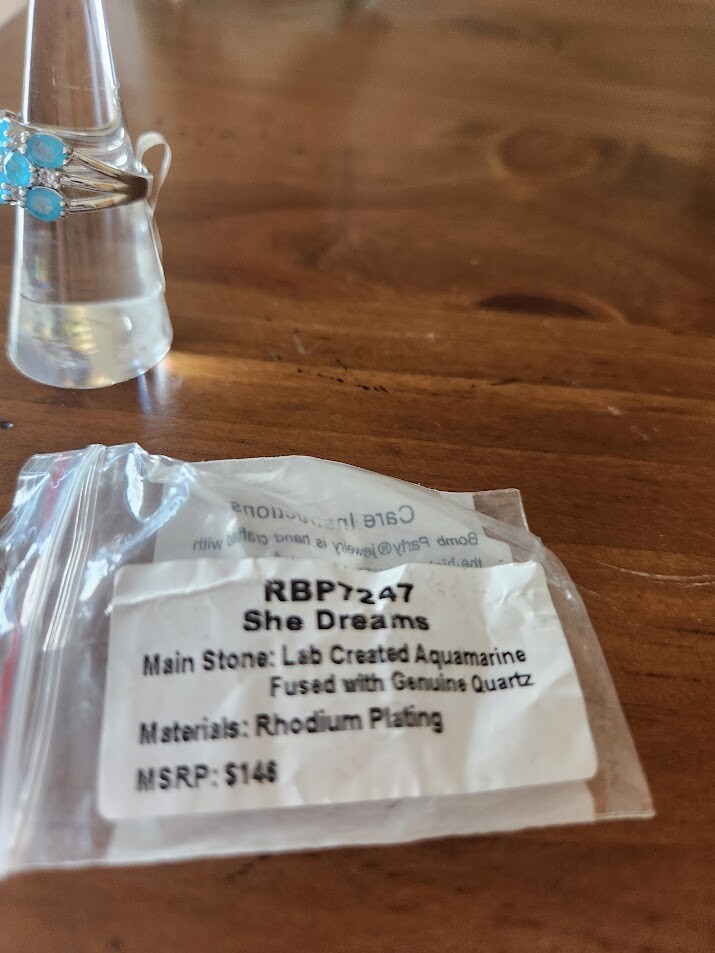 Care Instructions
Bomb Party® jewelry is hand crafted with
RBP7247
She Dreams
Main Stone: Lab Created Aquamarine
Fused with Genuine Quartz
Materials: Rhodium Plating
MSRP: $146